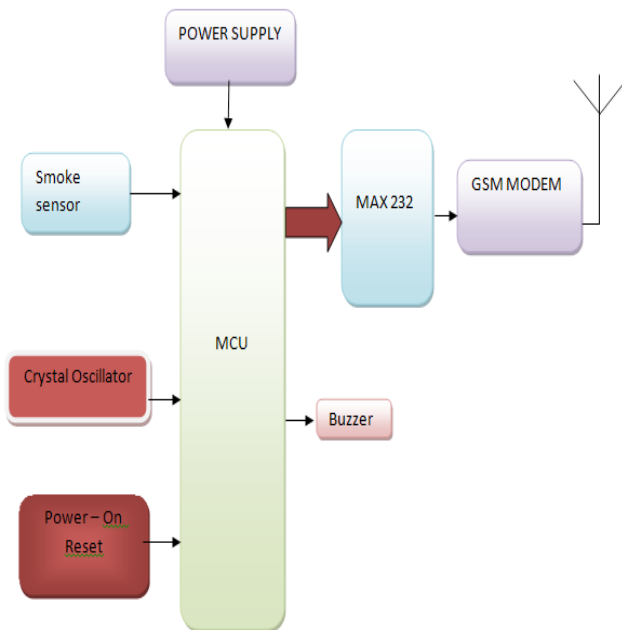 POWER SUPPLY
Smoke
sensor
MAX 232
GSM MODEM
MCU
Crystal Oscillator
Buzzer
Power – On
Reset